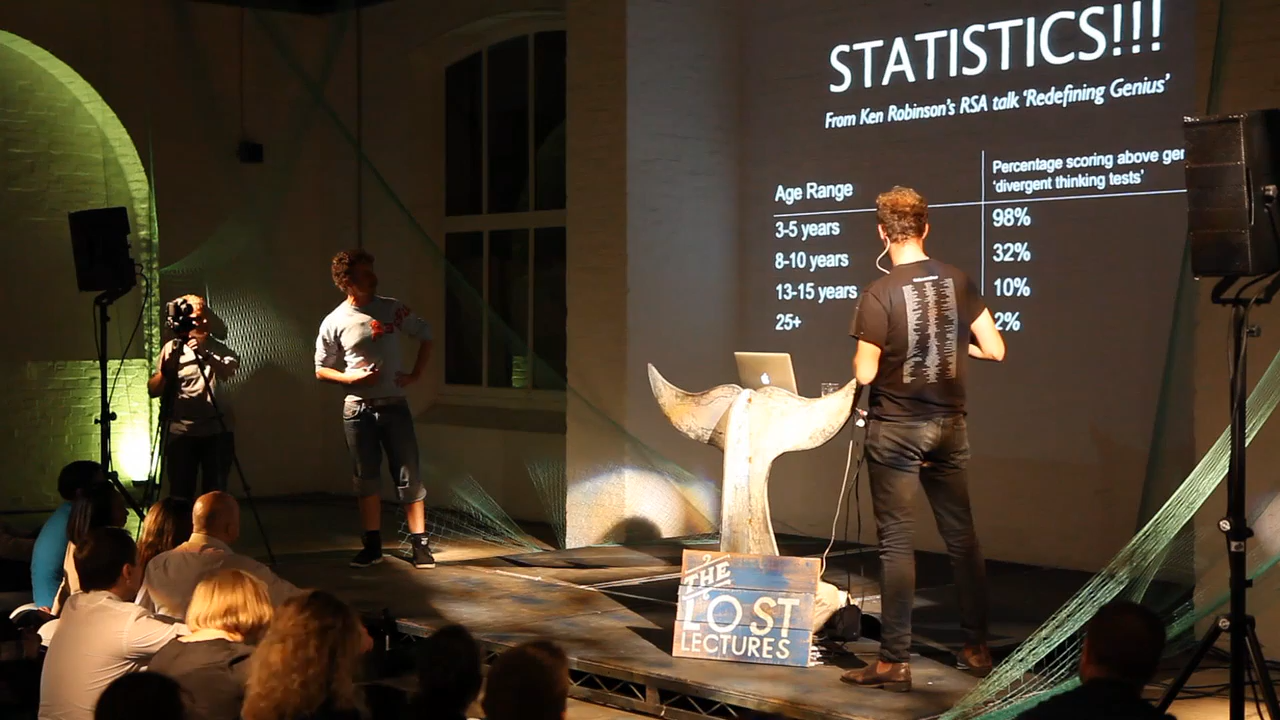 STATISTICS!!!
From Ken Robinson's RSA talk 'Redefining Genius'
Age Range
Percentage scoring above
'divergent thinking tests'
3-5 years 98%
8-10 years 32%
13-15 years 10%
25+ 2%
THE
LOST
LECTURES